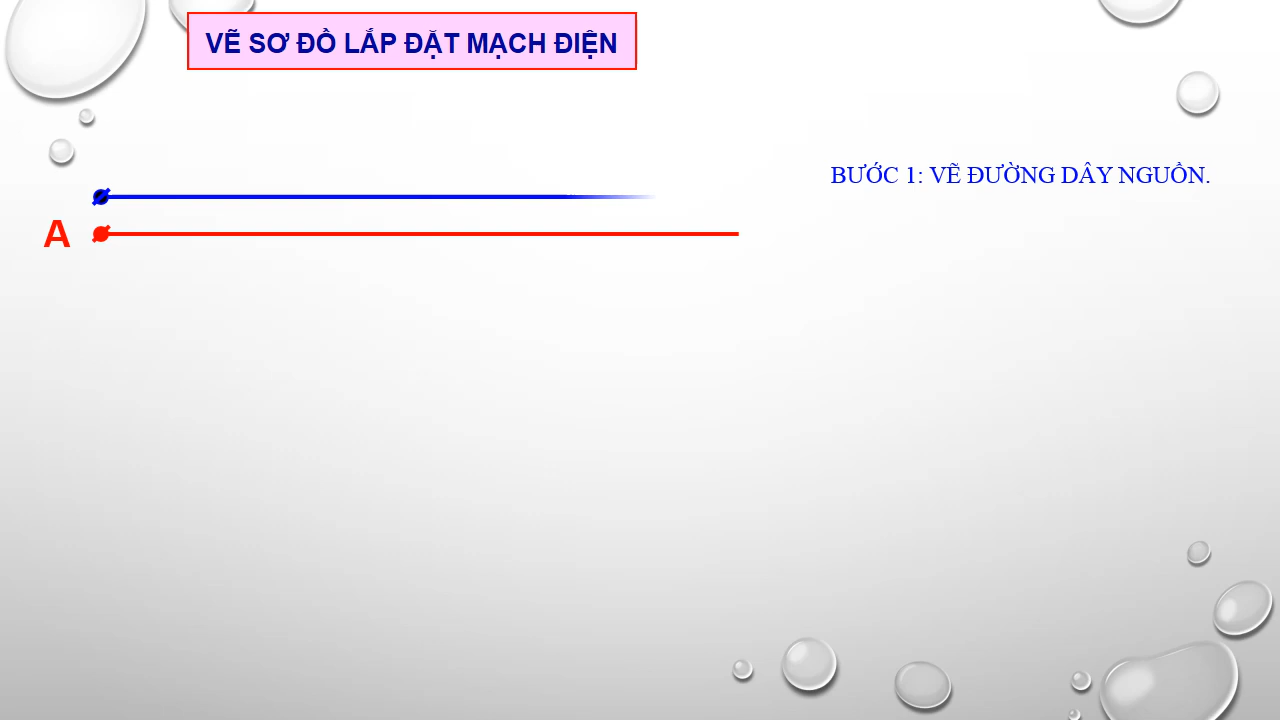 VẼ SƠ ĐỒ LẮP ĐẶT MẠCH ĐIỆN
BƯỚC 1: VẼ ĐƯỜNG DÂY NGUỒN.
A